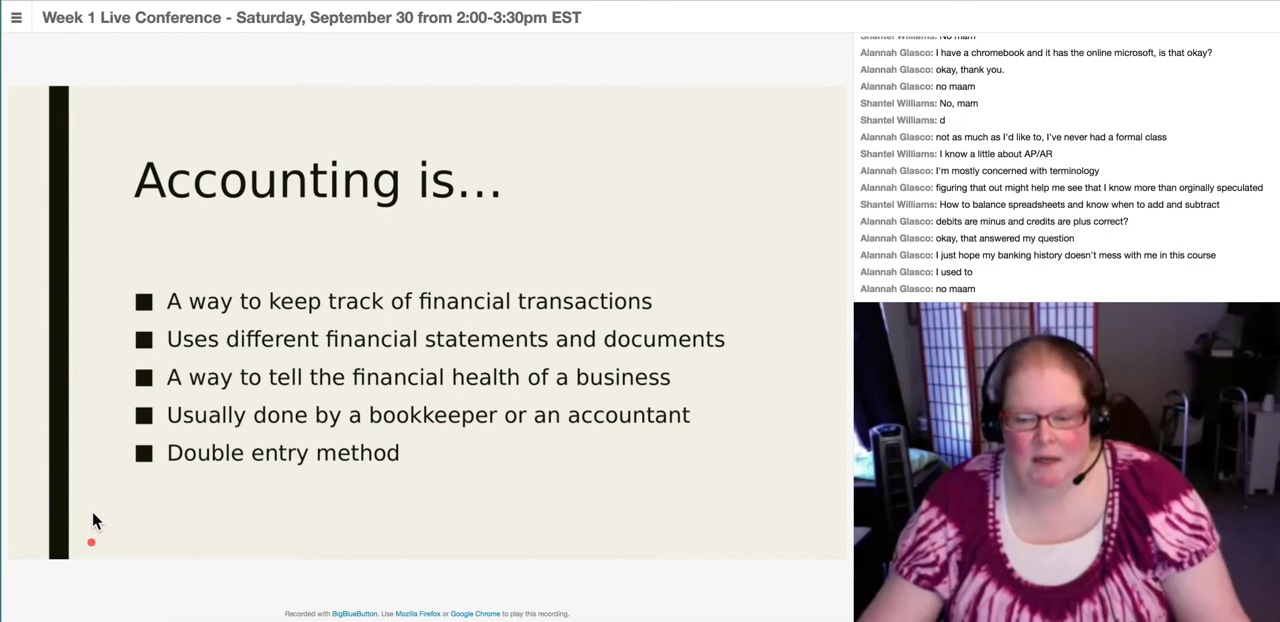 Week 1 Live Conference - Saturday, September 30 from 2:00-3:30pm EST
Accounting is...
A way to keep track of financial transactions
Uses different financial statements and documents
A way to tell the financial health of a business
Usually done by a bookkeeper or an accountant
Double entry method
Recorded with BigBlueButton. Use Mozilla Firefox or Google Chrome to play this recording.
Shantel Williams: No mam
Alannah Glasco: I have a chromebook and it has the online microsoft, is that okay?
Alannah Glasco: okay, thank you.
Alannah Glasco: no maam
Shantel Williams: No, mam
Shantel Williams: d
Alannah Glasco: not as much as I'd like to, I've never had a formal class
Shantel Williams: I know a little about AP/AR
Alannah Glasco: I'm mostly concerned with terminology
Alannah Glasco: figuring that out might help me see that I know more than orginally speculated
Shantel Williams: How to balance spreadsheets and know when to add and subtract
Alannah Glasco: debits are minus and credits are plus correct?
Alannah Glasco: okay, that answered my question
Alannah Glasco: I just hope my banking history doesn't mess with me in this course
Alannah Glasco: I used to
Alannah Glasco: no maam